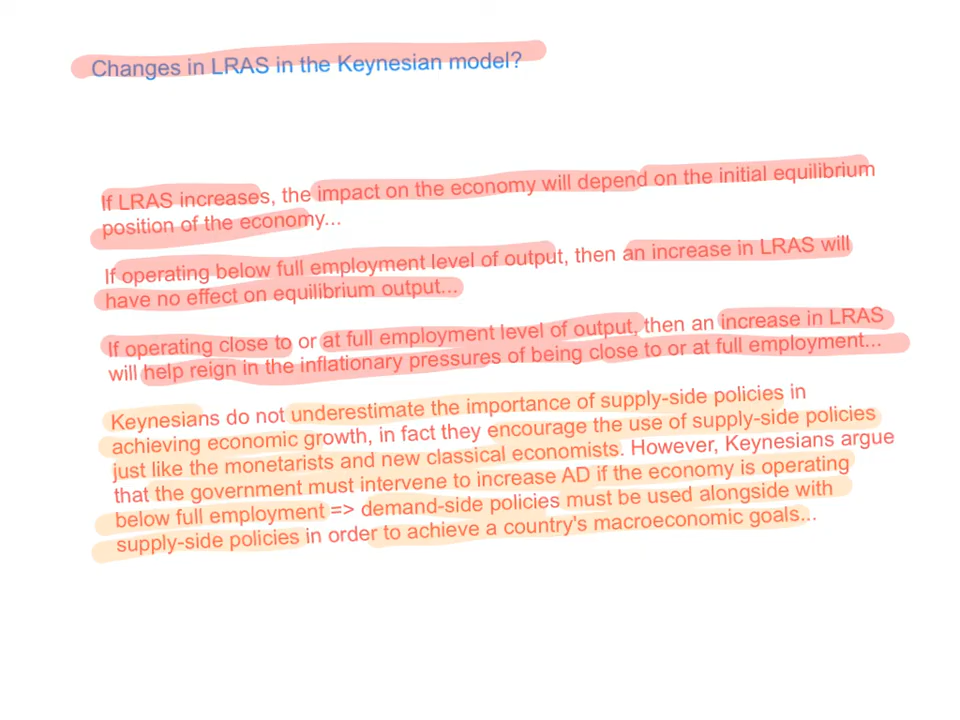 Changes in LRAS in the Keynesian model?
If LRAS increases, the impact on the economy will depend on the initial equilibrium
position of the economy...
If operating below full employment level of output, then an increase in LRAS will
have no effect on equilibrium output...
If operating close to or at full employment level of output, then an increase in LRAS
will help reign in the inflationary pressures of being close to or at full employment...
Keynesians do not underestimate the importance of supply-side policies in
achieving economic growth, in fact they encourage the use of supply-side policies
just like the monetarists and new classical economists. However, Keynesians argue
that the government must intervene to increase AD if the economy is operating
below full employment => demand-side policies must be used alongside with
supply-side policies in order to achieve a country's macroeconomic goals...